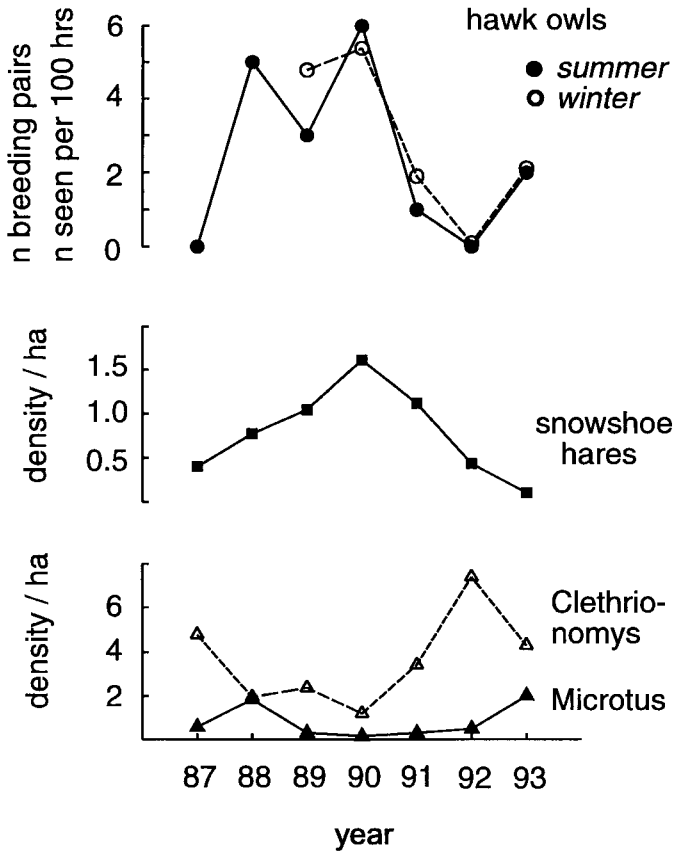 hawk owls
summer
winter
n breeding pairs
n seen per 100 hrs
6
4
2
0
density / ha
1.5
1.0
0.5
snowshoe
hares
density / ha
6
4
2
Clethrio-
nomys
Microtus
87 88 89 90 91 92 93
year